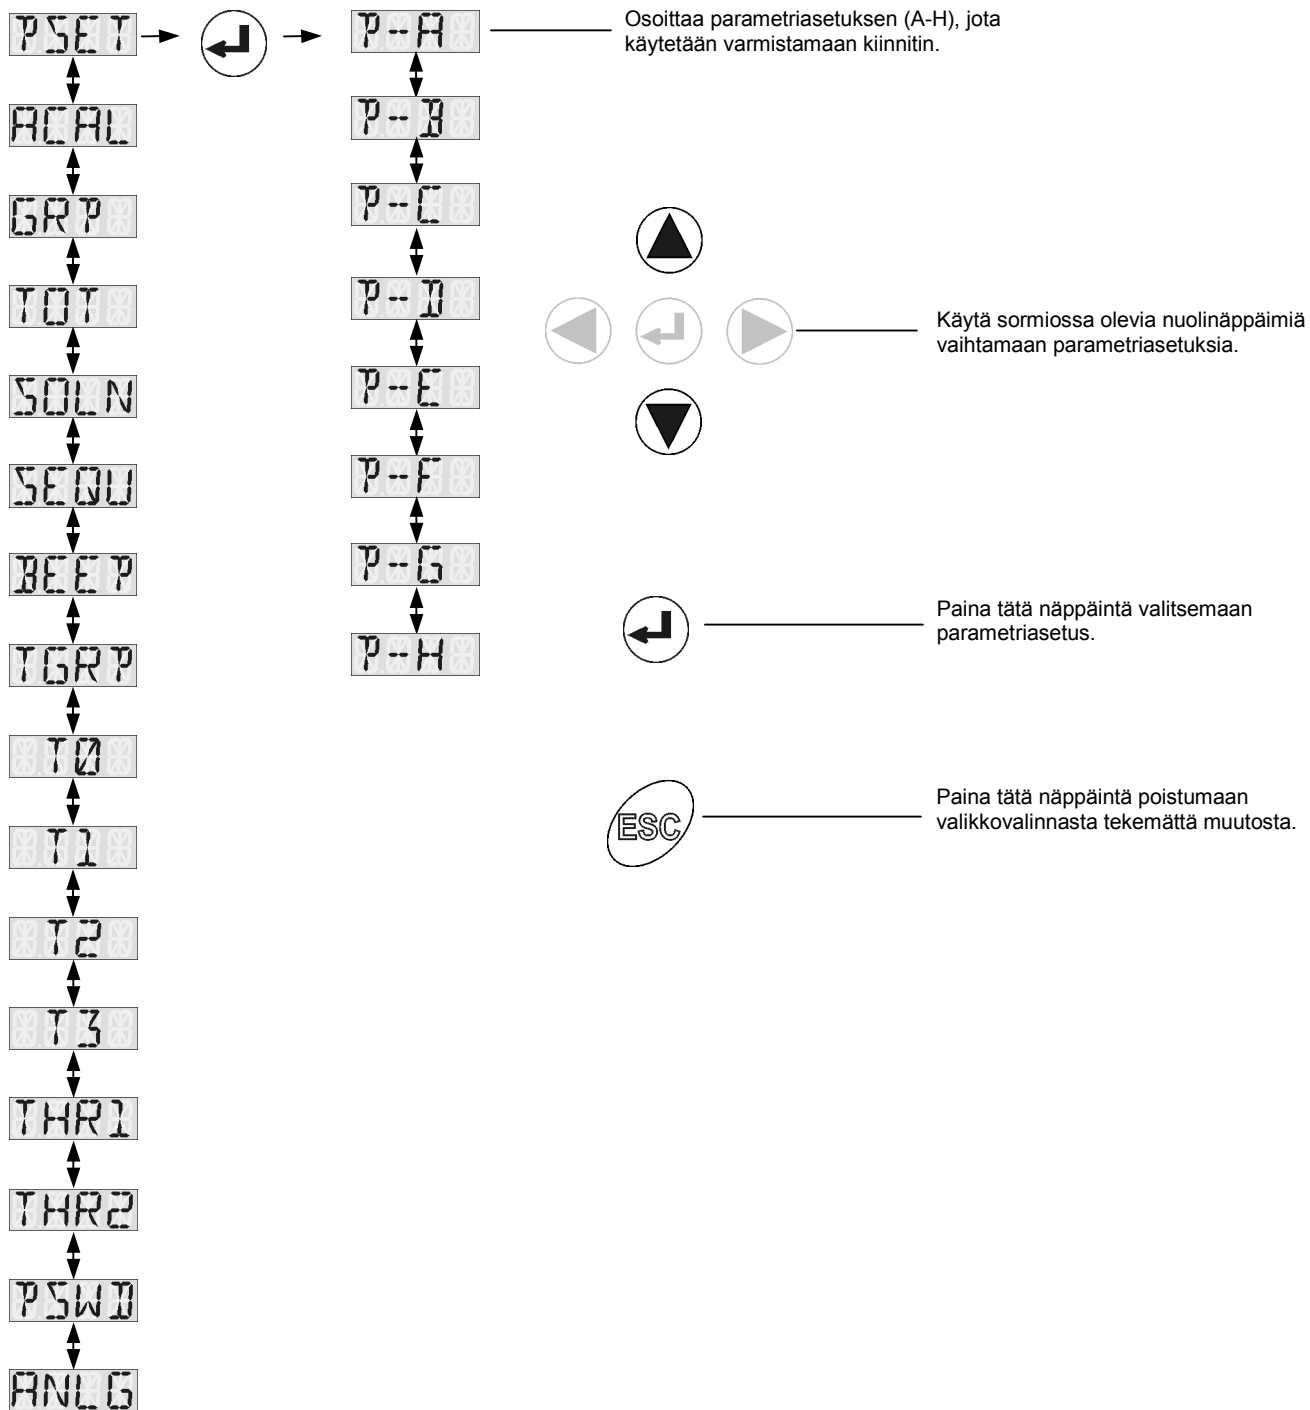 PSET
P-A
Osoittaa parametriasetuksen (A-H), jota
käytetään varmistamaan kiinnitin.
ACAL
P-B
GRP
P-C
TOT
P-D
Käytä sormiossa olevia nuolinäppäimiä
vaihtamaan parametriasetuksia.
SOLN
P-E
SEQU
P-F
BEEP
P-G
Paina tätä näppäintä valitsemaan
parametriasetus.
TGRP
P-H
T0
Paina tätä näppäintä poistumaan
valikkovalinnasta tekemättä muutosta.
ESC
T1
T2
T3
THR1
THR2
PSWD
ANLG